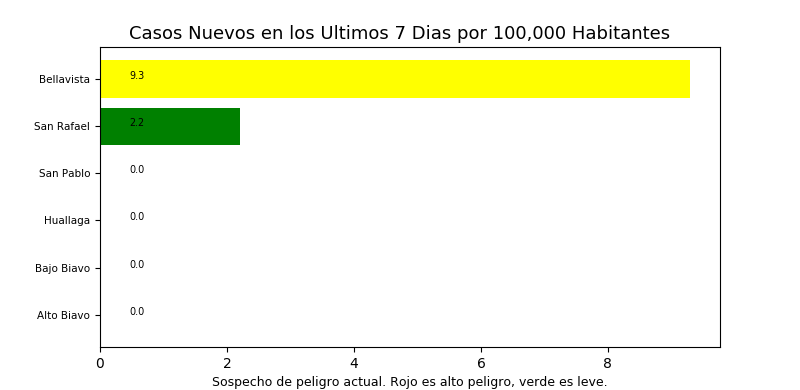 Casos Nuevos en los Ultimos 7 Dias por 100,000 Habitantes
Bellavista 9.3
San Rafael 2.2
San Pablo 0.0
Huallaga 0.0
Bajo Biavo 0.0
Alto Biavo 0.0
0 2 4 6 8
Sospecho de peligro actual. Rojo es alto peligro, verde es leve.